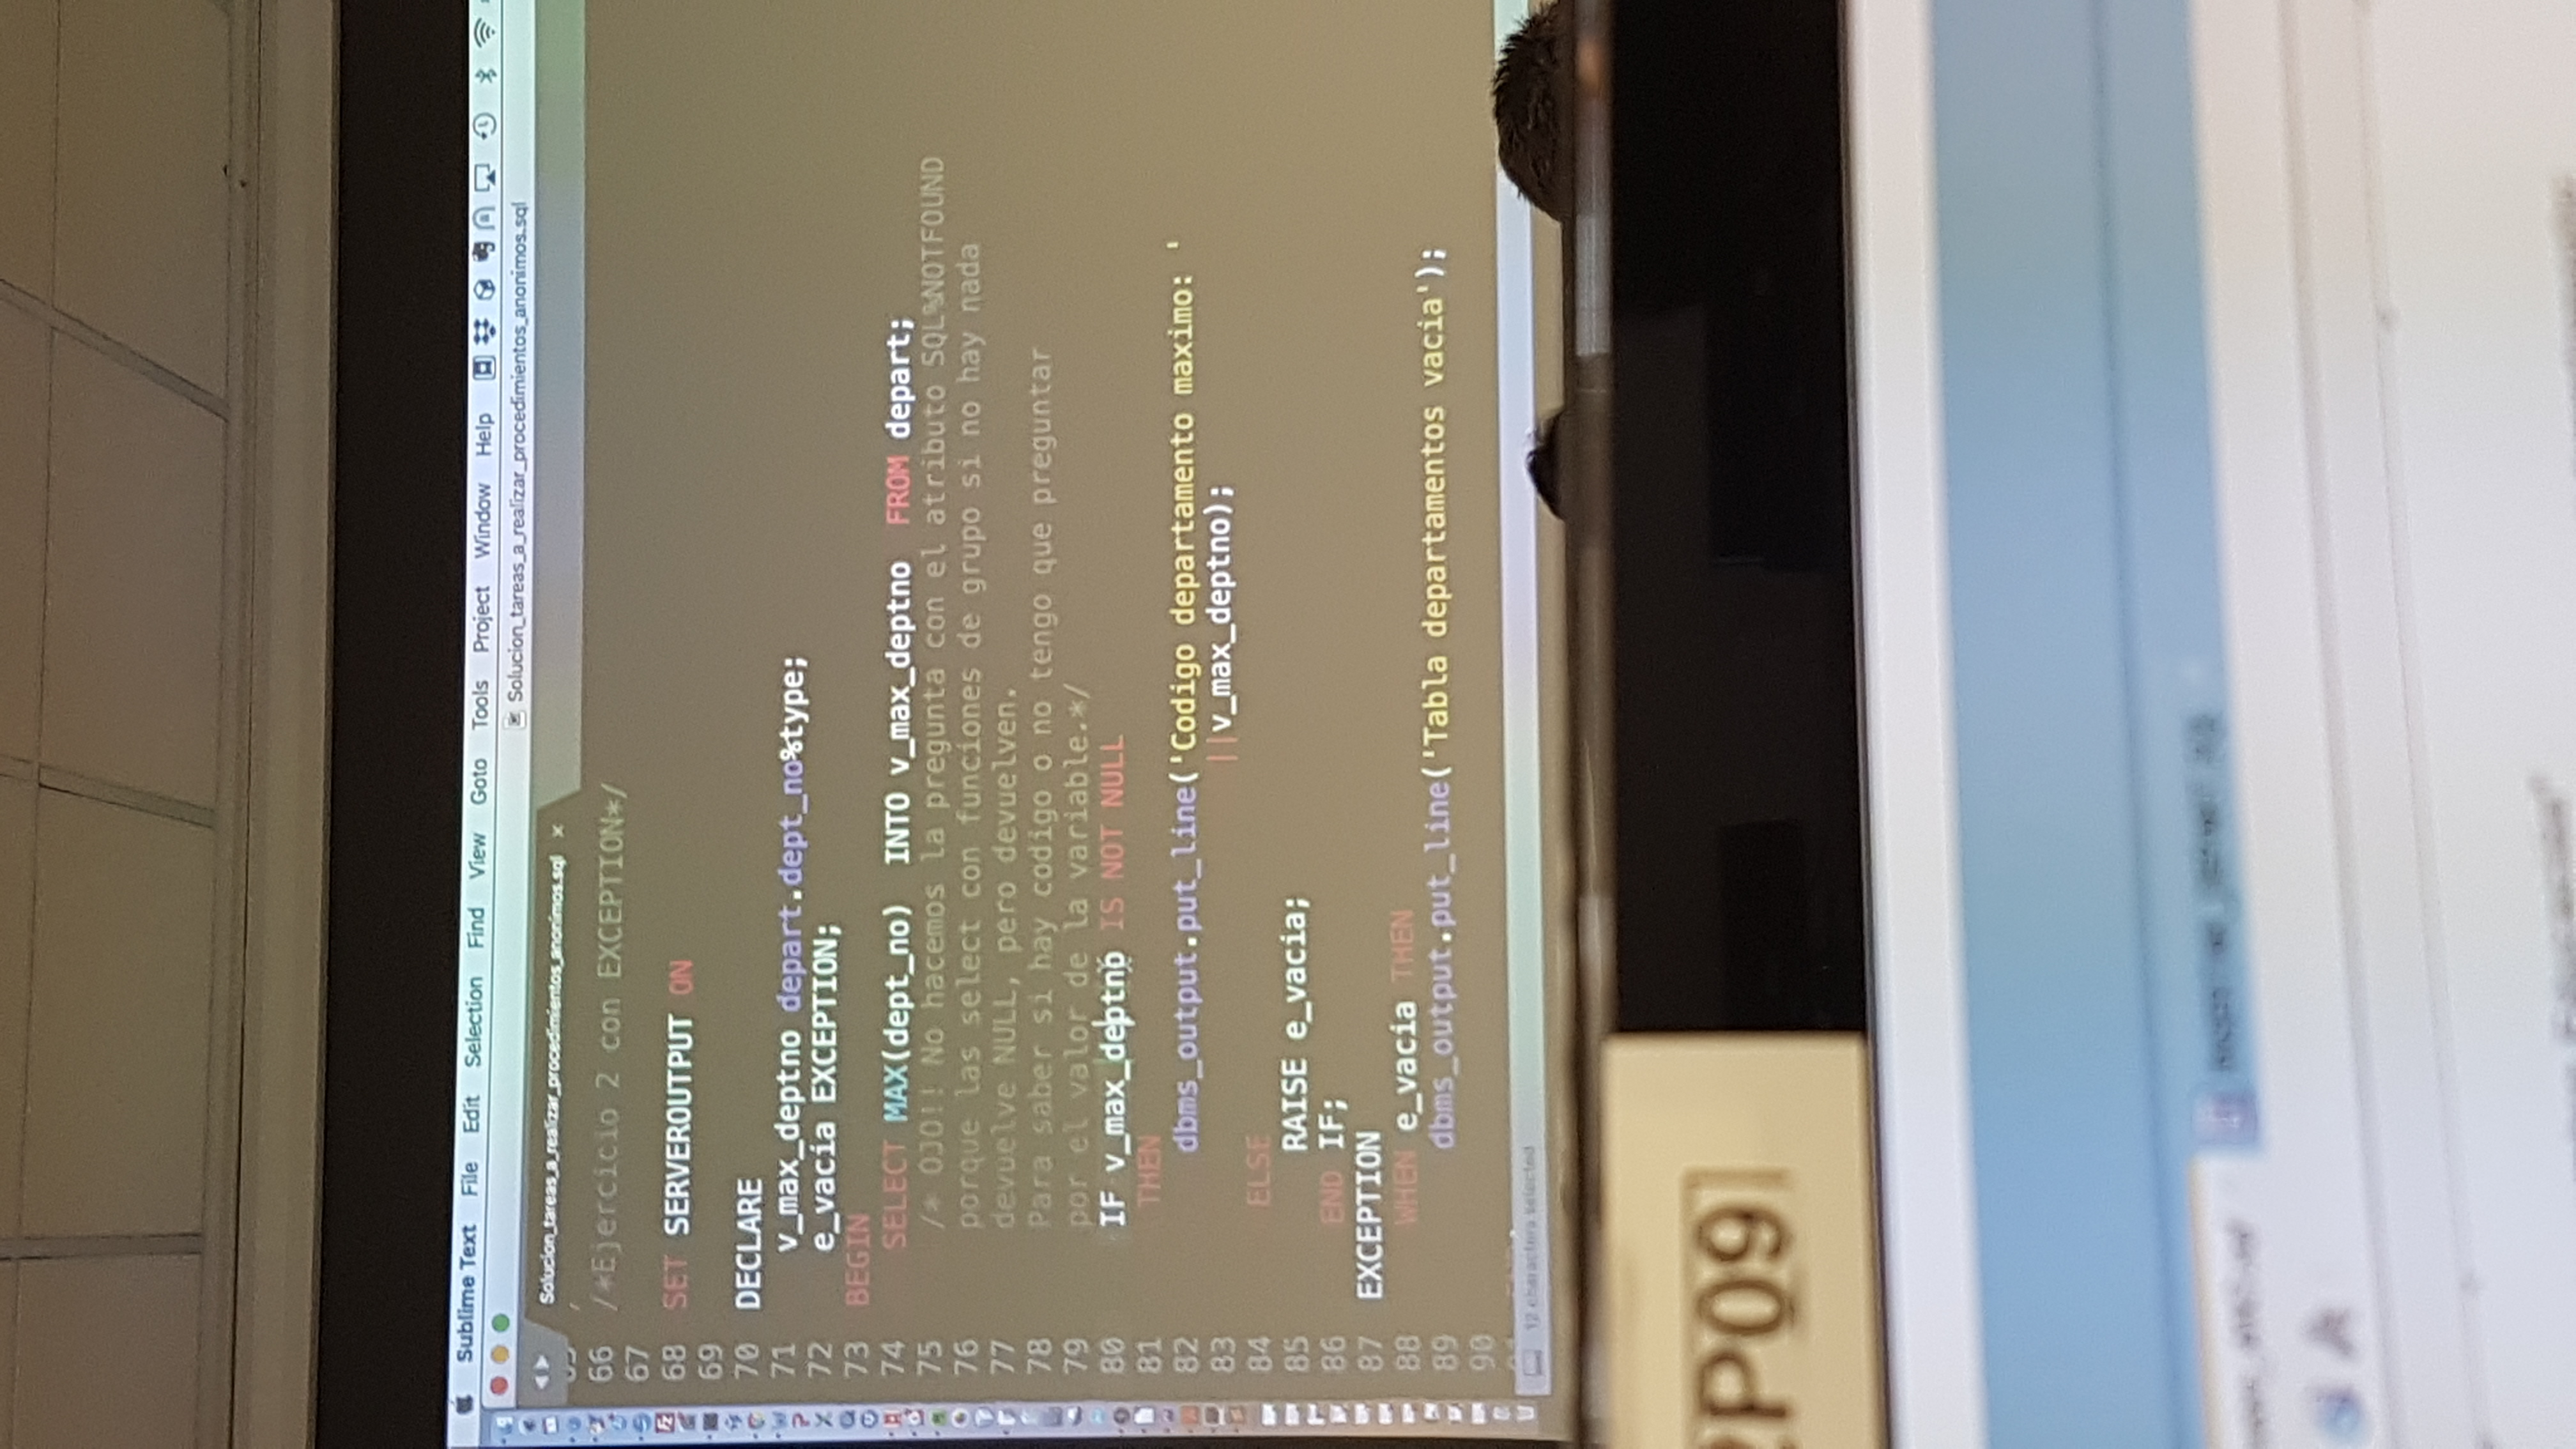 Sublime Text File Edit Selection Find View Goto Tools Project Window Help
Solucion_tareas_a_realizar_procedimientos_anonimos.sql
Solucion_tareas_a_realizar_procedimientos_anonimos.sql x
66 /*Ejercicio 2 con EXCEPTION*/
67
68 SET SERVEROUTPUT ON
69
70 DECLARE
71 v_max_deptno depart.dept_no%type;
72 e_vacia EXCEPTION;
73 BEGIN
74 SELECT MAX(dept_no) INTO v_max_deptno FROM depart;
75 /* OJO!! No hacemos la pregunta con el atributo SQL%NOTFOUND
76 porque las select con funciones de grupo si no hay nada
77 devuelve NULL, pero devuelven.
78 Para saber si hay codigo o no tengo que preguntar
79 por el valor de la variable.*/
80 IF v_max_deptno IS NOT NULL
81 THEN
82 dbms_output.put_line('Codigo departamento maximo: '
83 ||v_max_deptno);
84 ELSE
85 RAISE e_vacia;
86 END IF;
87 EXCEPTION
88 WHEN e_vacia THEN
89 dbms_output.put_line('Tabla departamentos vacia');
90
12 characters selected
2P09]